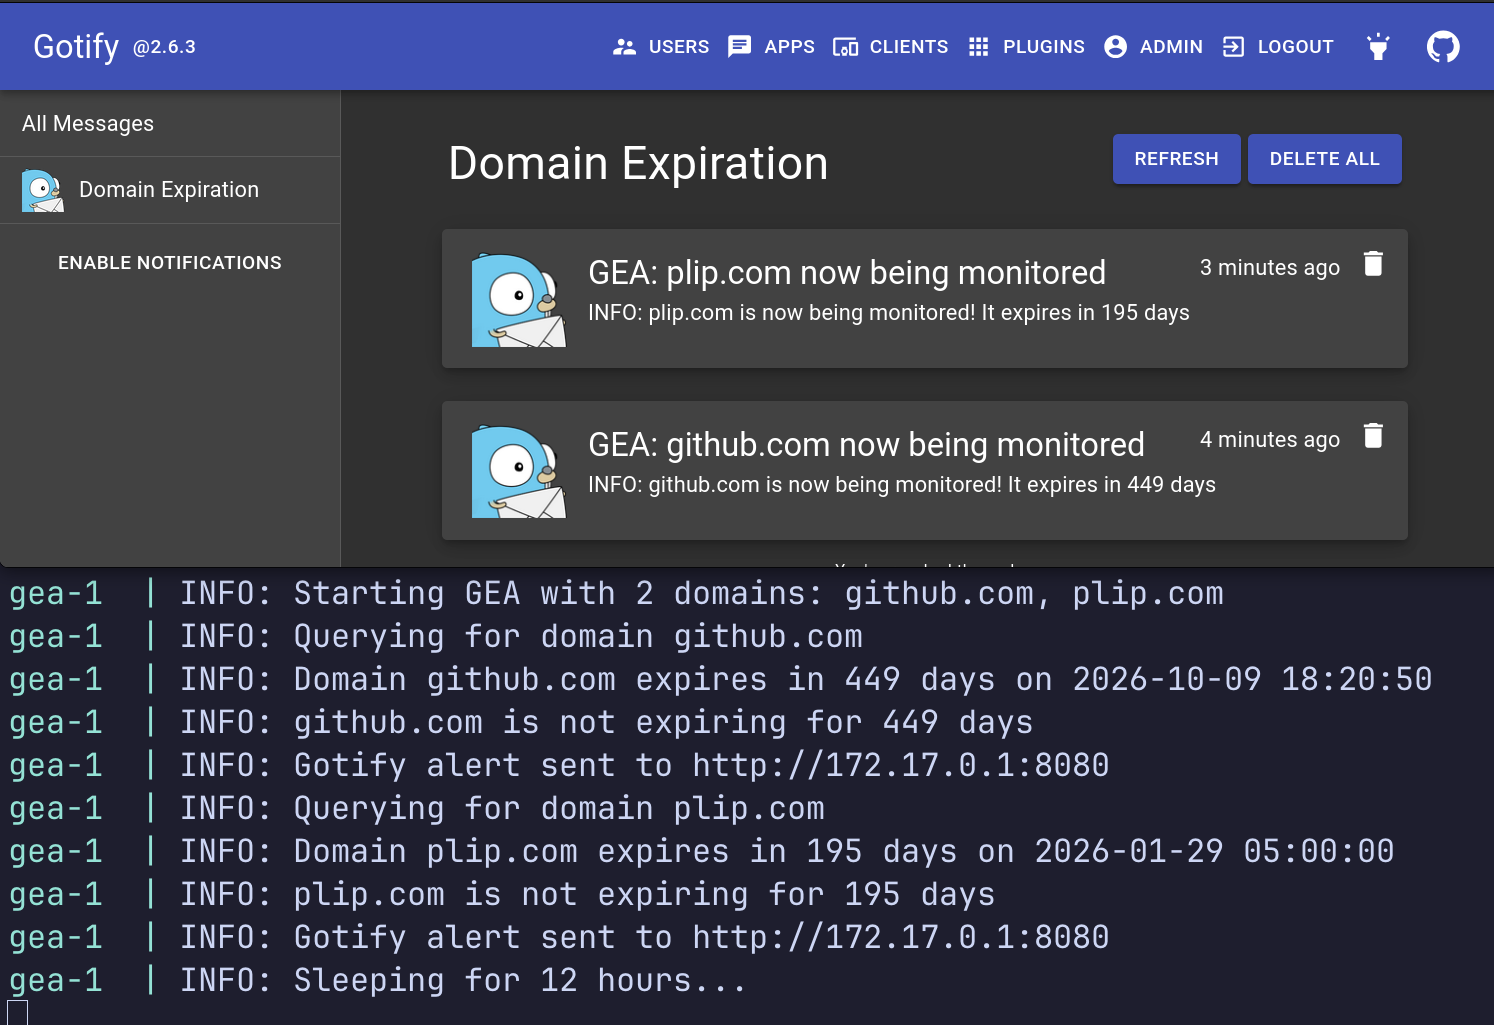 Gotify @2.6.3
USERS
APPS
CLIENTS
PLUGINS
ADMIN
LOGOUT
All Messages
Domain Expiration
ENABLE NOTIFICATIONS
Domain Expiration
REFRESH
DELETE ALL
GEA: plip.com now being monitored
3 minutes ago
INFO: plip.com is now being monitored! It expires in 195 days
GEA: github.com now being monitored
4 minutes ago
INFO: github.com is now being monitored! It expires in 449 days
gea-1 | INFO: Starting GEA with 2 domains: github.com, plip.com
gea-1 | INFO: Querying for domain github.com
gea-1 | INFO: Domain github.com expires in 449 days on 2026-10-09 18:20:50
gea-1 | INFO: github.com is not expiring for 449 days
gea-1 | INFO: Gotify alert sent to http://172.17.0.1:8080
gea-1 | INFO: Querying for domain plip.com
gea-1 | INFO: Domain plip.com expires in 195 days on 2026-01-29 05:00:00
gea-1 | INFO: plip.com is not expiring for 195 days
gea-1 | INFO: Gotify alert sent to http://172.17.0.1:8080
gea-1 | INFO: Sleeping for 12 hours...